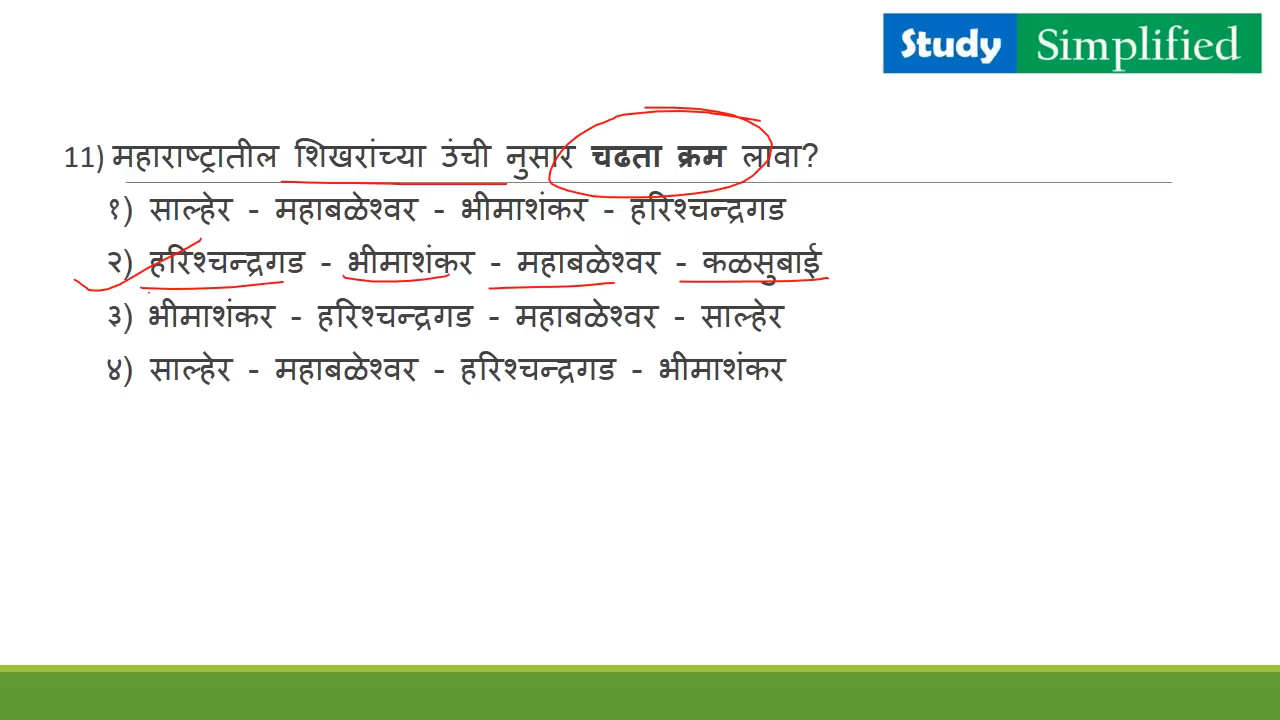 Study Simplified
11) महाराष्ट्रातील शिखरांच्या उंची नुसार चढता क्रम लावा?
१) साल्हेर - महाबळेश्वर - भीमाशंकर - हरिश्चन्द्रगड
२) हरिश्चन्द्रगड - भीमाशंकर - महाबळेश्वर - कळसुबाई
३) भीमाशंकर - हरिश्चन्द्रगड - महाबळेश्वर - साल्हेर
४) साल्हेर - महाबळेश्वर - हरिश्चन्द्रगड - भीमाशंकर